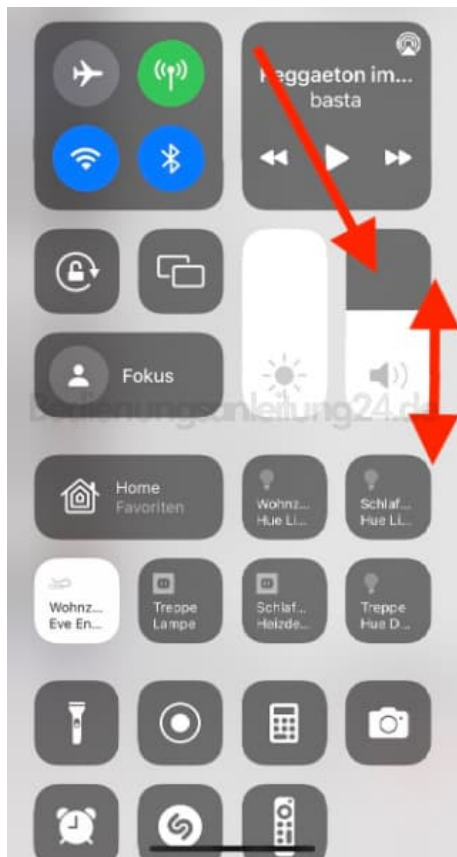 Reggaeton im...
basta
Fokus
Bedienungsanleitung24.de
Home
Favoriten
Wohnz...
Hue Li...
Schlaf...
Hue Li...
Wohnz...
Eve En...
Treppe
Lampe
Schlaf...
Heizde...
Treppe
Hue D...